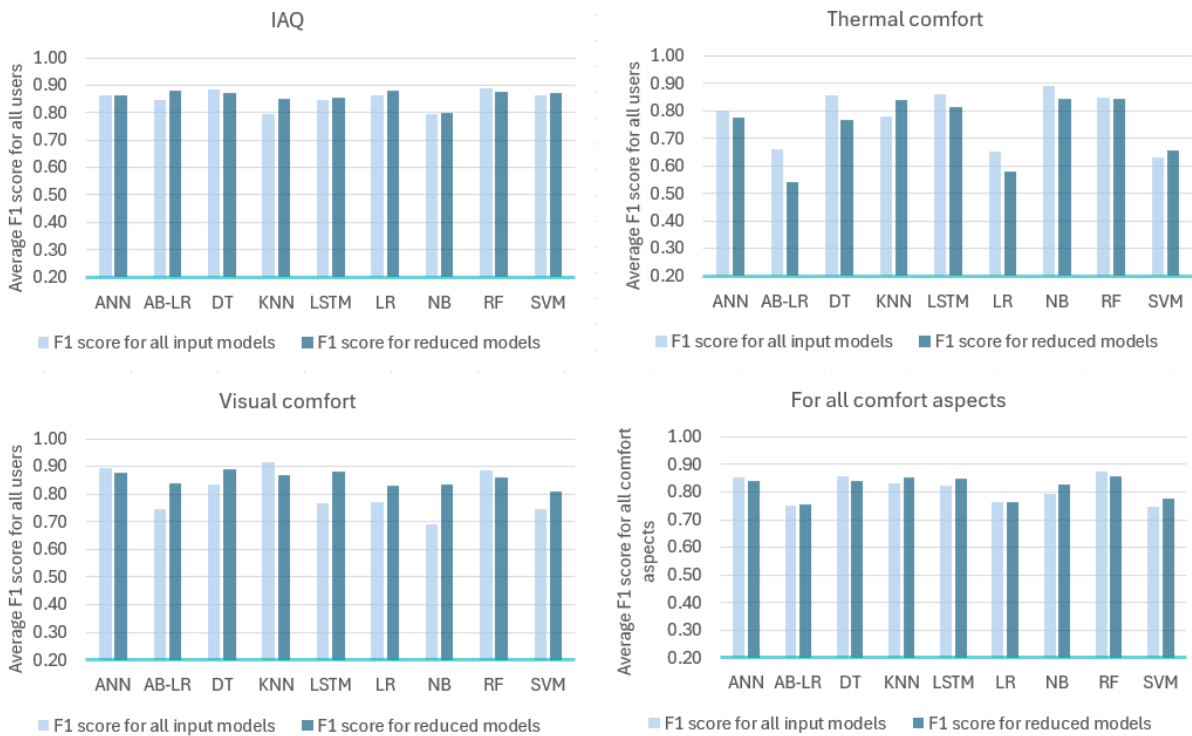 IAQ
Average F1 score for all users
1.00
0.90
0.80
0.70
0.60
0.50
0.40
0.30
0.20
ANN AB-LR DT KNN LSTM LR NB RF SVM
F1 score for all input models F1 score for reduced models
Thermal comfort
Average F1 score for all users
1.00
0.90
0.80
0.70
0.60
0.50
0.40
0.30
0.20
ANN AB-LR DT KNN LSTM LR NB RF SVM
F1 score for all input models F1 score for reduced models
Visual comfort
Average F1 score for all users
1.00
0.90
0.80
0.70
0.60
0.50
0.40
0.30
0.20
ANN AB-LR DT KNN LSTM LR NB RF SVM
F1 score for all input models F1 score for reduced models
For all comfort aspects
Average F1 score for all comfort
aspects
1.00
0.90
0.80
0.70
0.60
0.50
0.40
0.30
0.20
ANN AB-LR DT KNN LSTM LR NB RF SVM
F1 score for all input models F1 score for reduced models